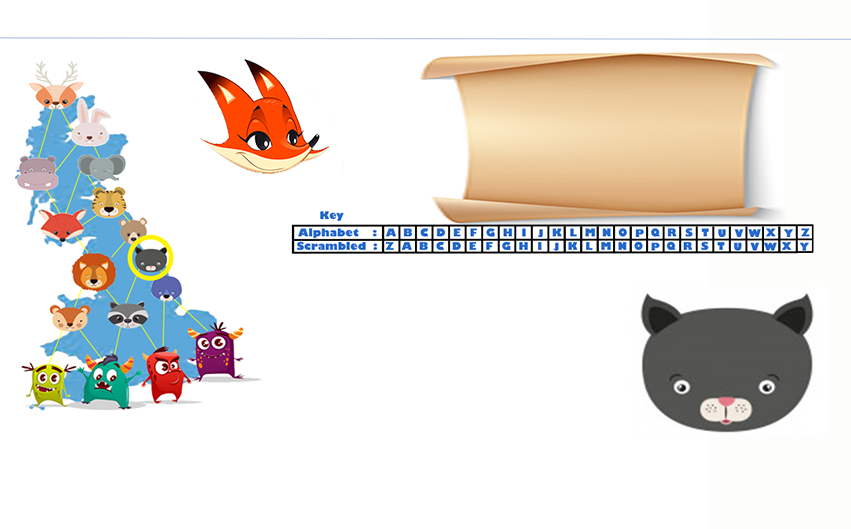 Key
Alphabet : A B C D E F G H I J K L M N O P Q R S T U V W X Y Z
Scrambled : Z A B C D E F G H I J K L M N O P Q R S T U V W X Y